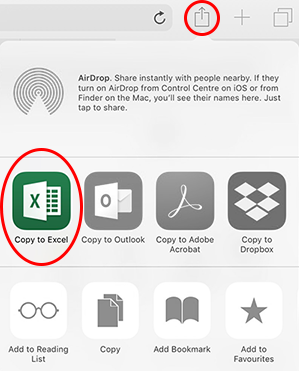 AirDrop. Share instantly with people nearby. If they
turn on AirDrop from Control Centre on iOS or from
Finder on the Mac, you'll see their names here. Just
tap to share.
X
Copy to Excel
O
Copy to Outlook
Copy to Adobe
Acrobat
Copy to
Dropbox
Add to Reading
List
Copy
Add Bookmark
Add to
Favourites